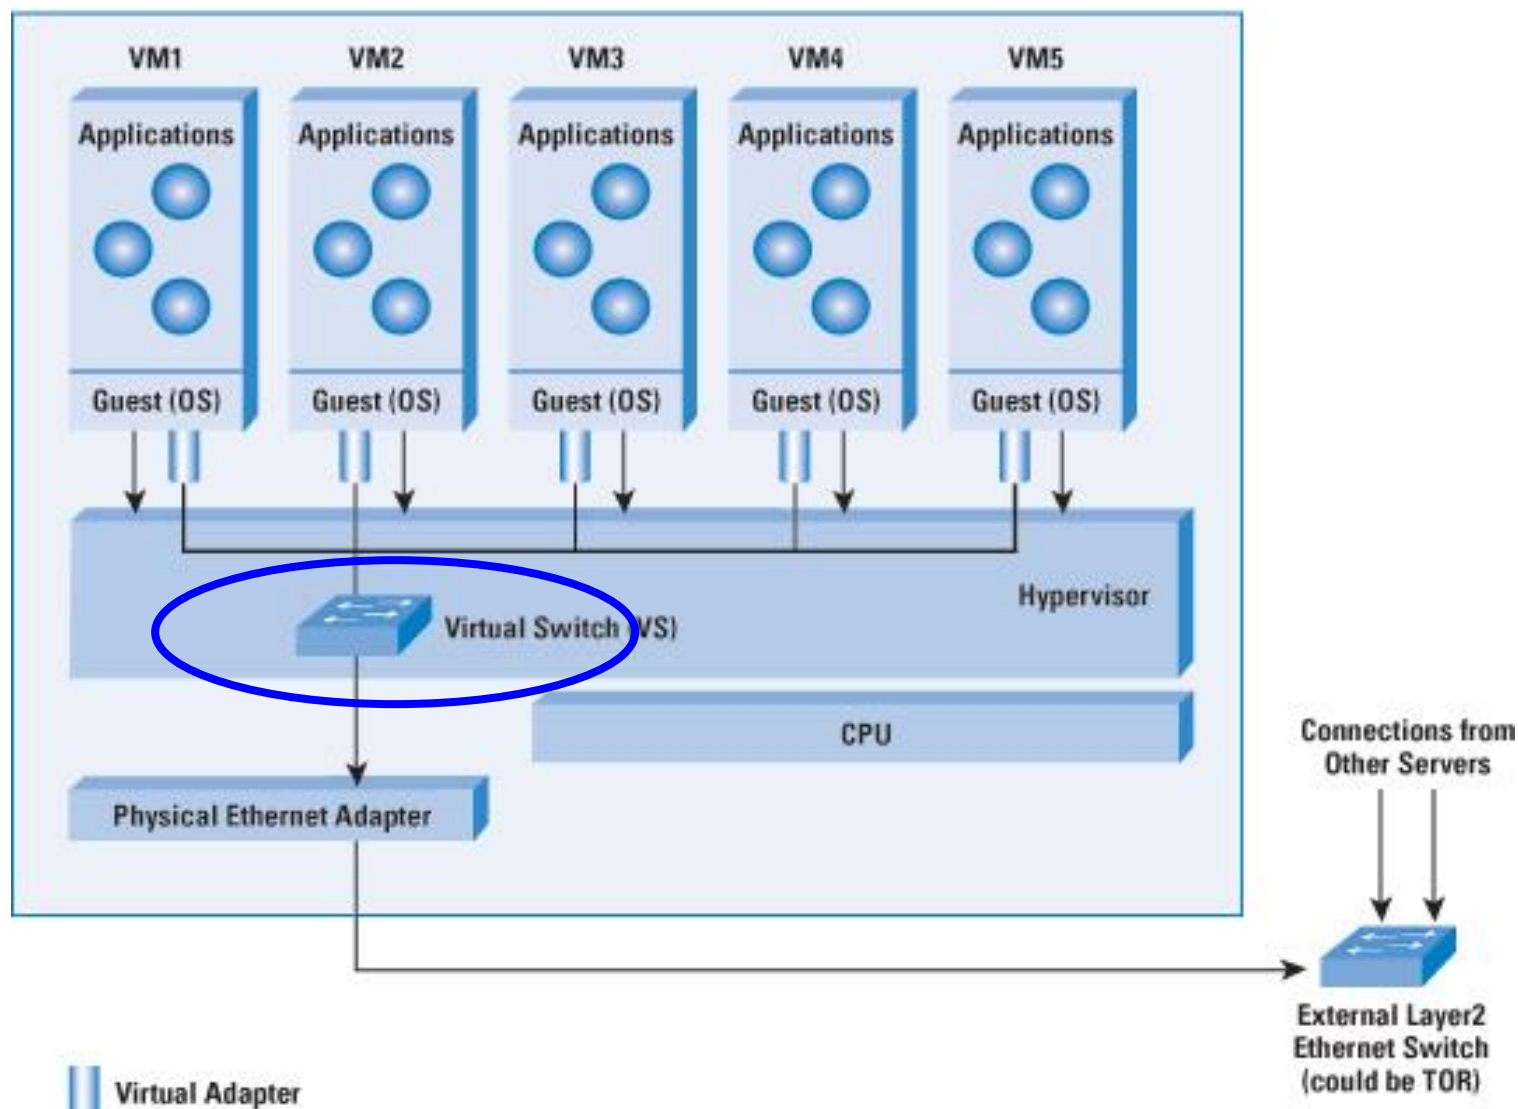 VM1
VM2
VM3
VM4
VM5
Applications
Applications
Applications
Applications
Applications
Guest (OS)
Guest (OS)
Guest (OS)
Guest (OS)
Guest (OS)
Hypervisor
Virtual Switch (VS)
CPU
Physical Ethernet Adapter
Connections from
Other Servers
External Layer2
Ethernet Switch
(could be TOR)
Virtual Adapter